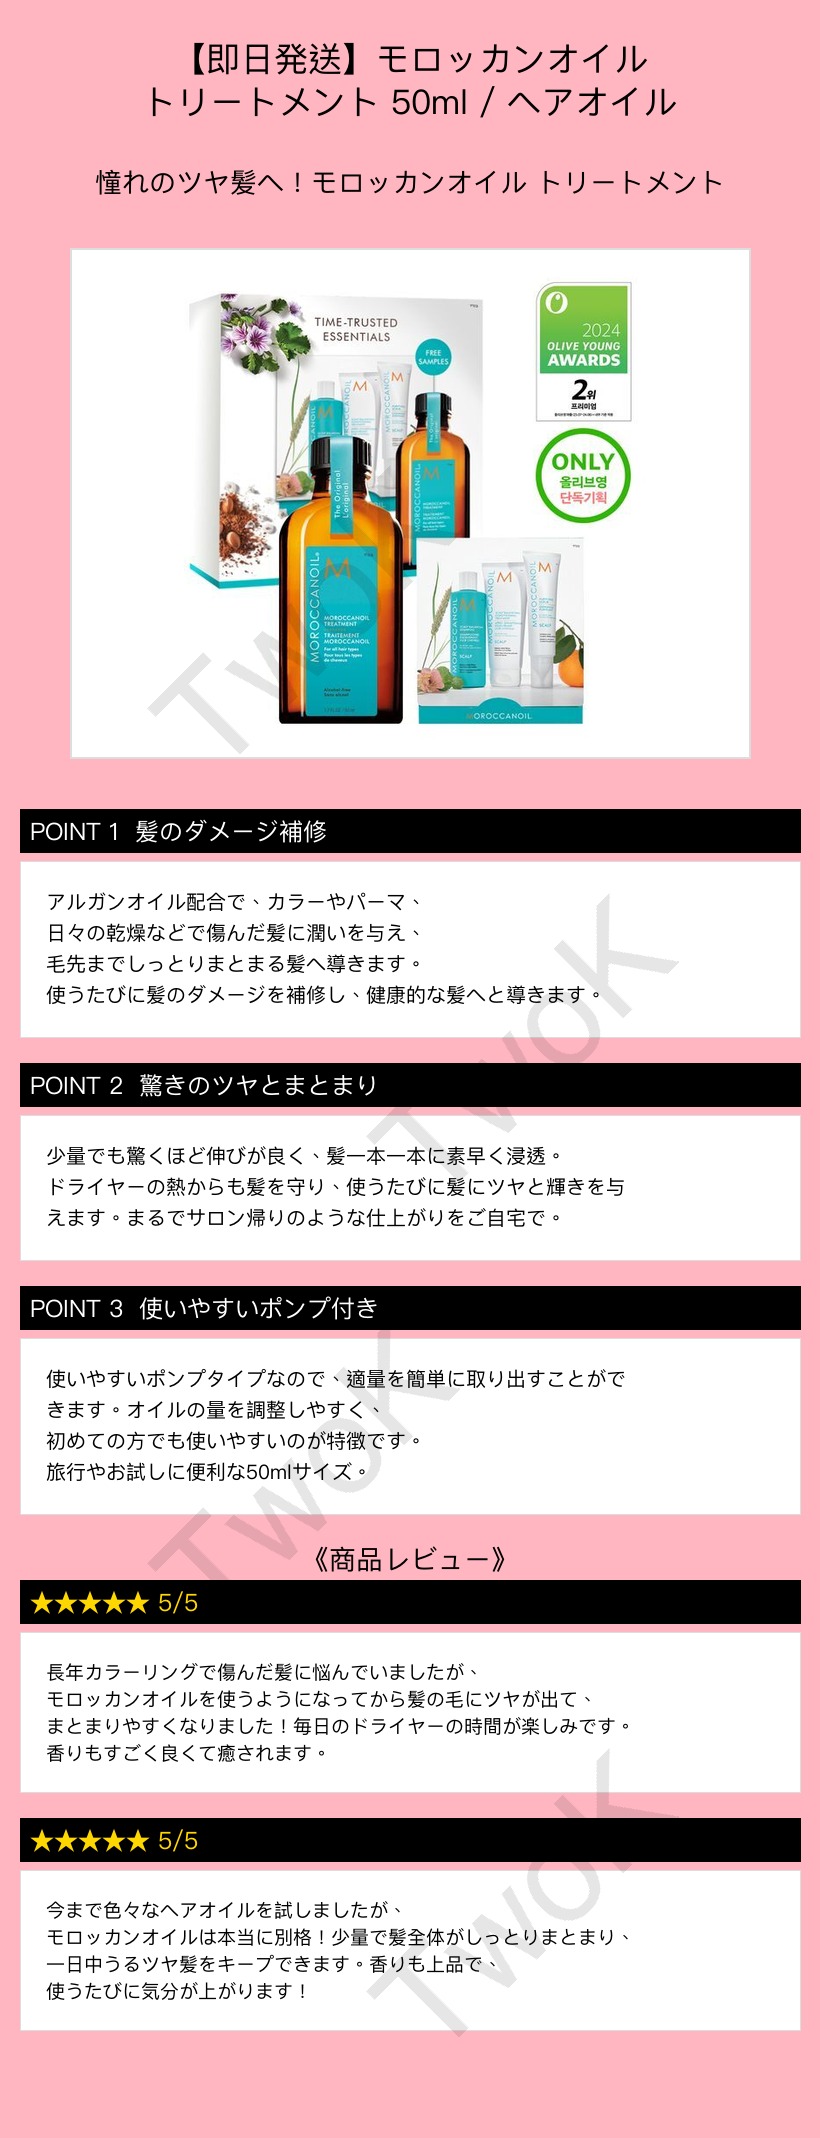 【即日発送】モロッカンオイル
トリートメント 50ml / ヘアオイル
憧れのツヤ髪へ！モロッカンオイル トリートメント
TIME-TRUSTED
ESSENTIALS
FREE
SAMPLES
2024
OLIVE YOUNG
AWARDS
2위
프리미엄
ONLY
올리브영
단독기획
The Original
L'original
MOROCCANOIL
M
MOROCCANOIL
TREATMENT
TRAITEMENT
MOROCCANOIL
For all hair types
Pour tous les types
de cheveux
Alcohol-free
MOROCCANOIL
M
MOROCCANOIL
M
SCALP
MOROCCANOIL
M
SCALP
MOROCCANOIL
M
SCALP
MOROCCANOIL
POINT 1 髪のダメージ補修
アルガンオイル配合で、カラーやパーマ、
日々の乾燥などで傷んだ髪に潤いを与え、
毛先までしっとりまとまる髪へ導きます。
使うたびに髪のダメージを補修し、健康的な髪へと導きます。
POINT 2 驚きのツヤとまとまり
少量でも驚くほど伸びが良く、髪一本一本に素早く浸透。
ドライヤーの熱からも髪を守り、使うたびに髪にツヤと輝きを与
えます。まるでサロン帰りのような仕上がりをご自宅で。
POINT 3 使いやすいポンプ付き
使いやすいポンプタイプなので、適量を簡単に取り出すことがで
きます。オイルの量を調整しやすく、
初めての方でも使いやすいのが特徴です。
旅行やお試しに便利な50mlサイズ。
《商品レビュー》
★★★★★ 5/5
長年カラーリングで傷んだ髪に悩んでいましたが、
モロッカンオイルを使うようになってから髪の毛にツヤが出て、
まとまりやすくなりました！毎日のドライヤーの時間が楽しみです。
香りもすごく良くて癒されます。
★★★★★ 5/5
今まで色々なヘアオイルを試しましたが、
モロッカンオイルは本当に別格！少量で髪全体がしっとりまとまり、
一日中うるツヤ髪をキープできます。香りも上品で、
使うたびに気分が上がります！
TwoK
TwoK
TwoK
TwoK